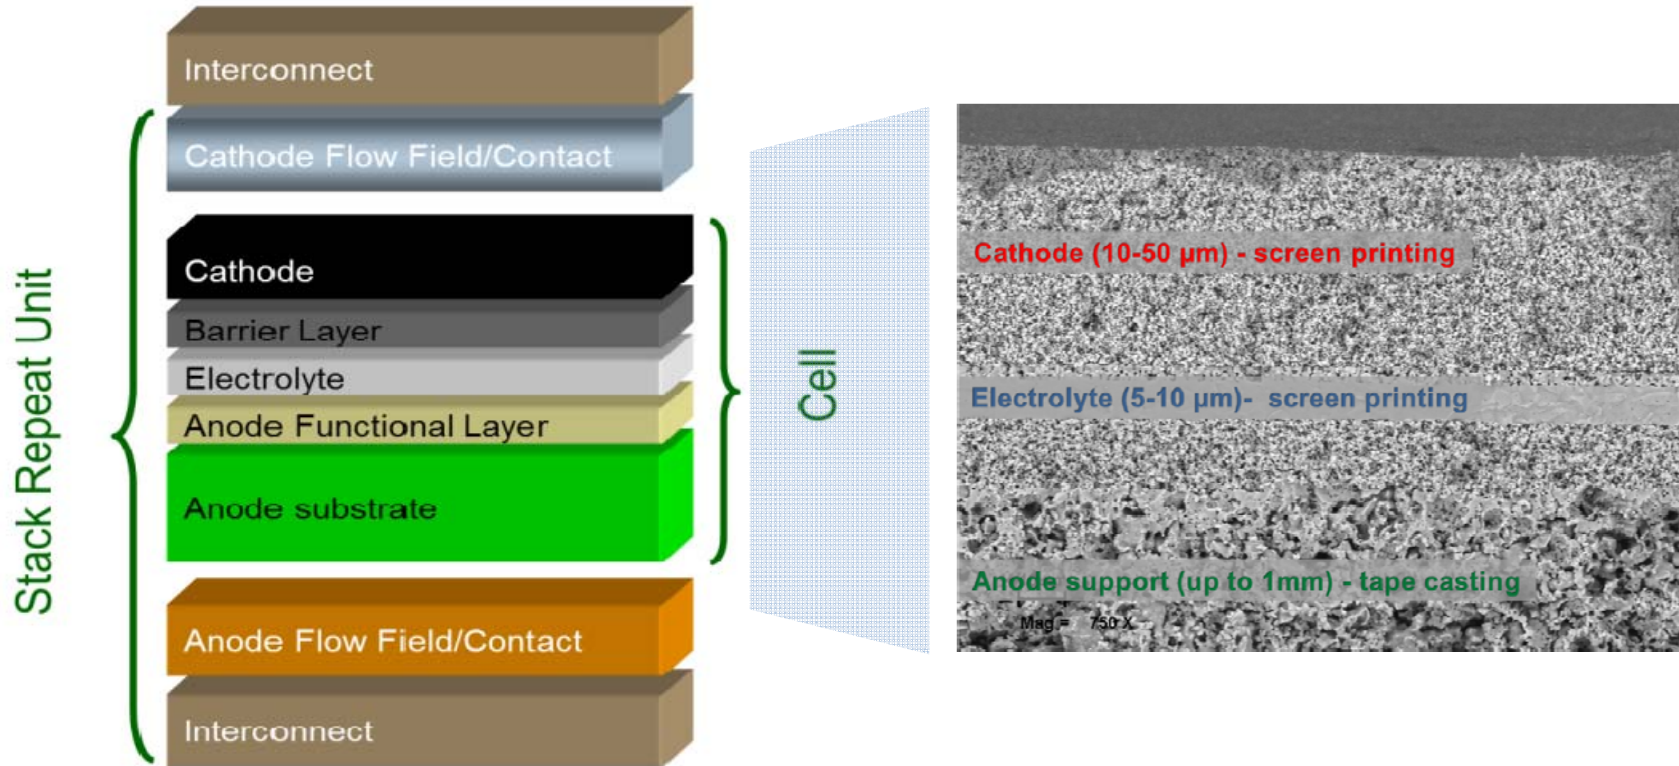 Stack Repeat Unit
Interconnect
Cathode Flow Field/Contact
Cathode
Barrier Layer
Electrolyte
Anode Functional Layer
Anode substrate
Anode Flow Field/Contact
Interconnect
Cell
Cathode (10-50 µm) - screen printing
Electrolyte (5-10 µm)- screen printing
Anode support (up to 1mm) - tape casting
Mag = 750 X